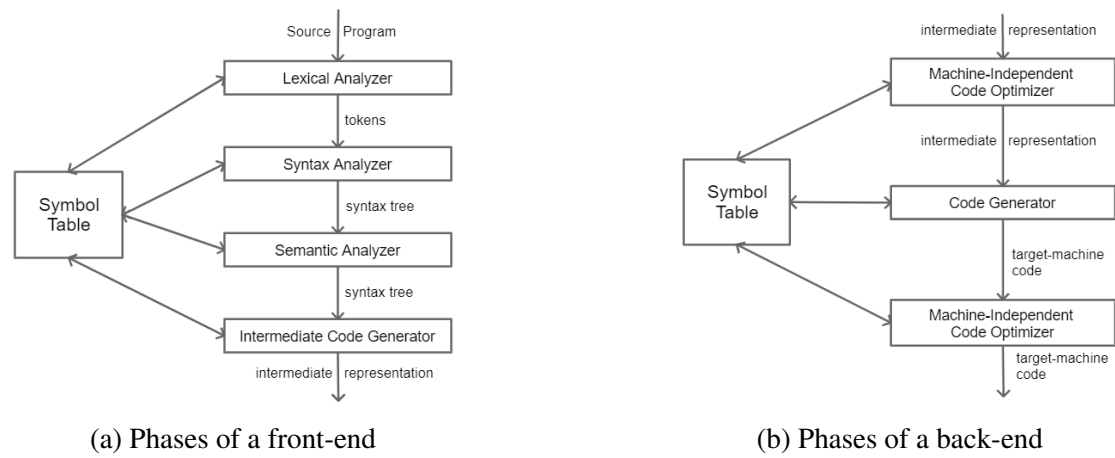 Source Program
Lexical Analyzer
tokens
Syntax Analyzer
Symbol
Table
syntax tree
Semantic Analyzer
syntax tree
Intermediate Code Generator
intermediate representation
(a) Phases of a front-end
intermediate representation
Machine-Independent
Code Optimizer
intermediate representation
Symbol
Table
Code Generator
target-machine
code
Machine-Independent
Code Optimizer
target-machine
code
(b) Phases of a back-end